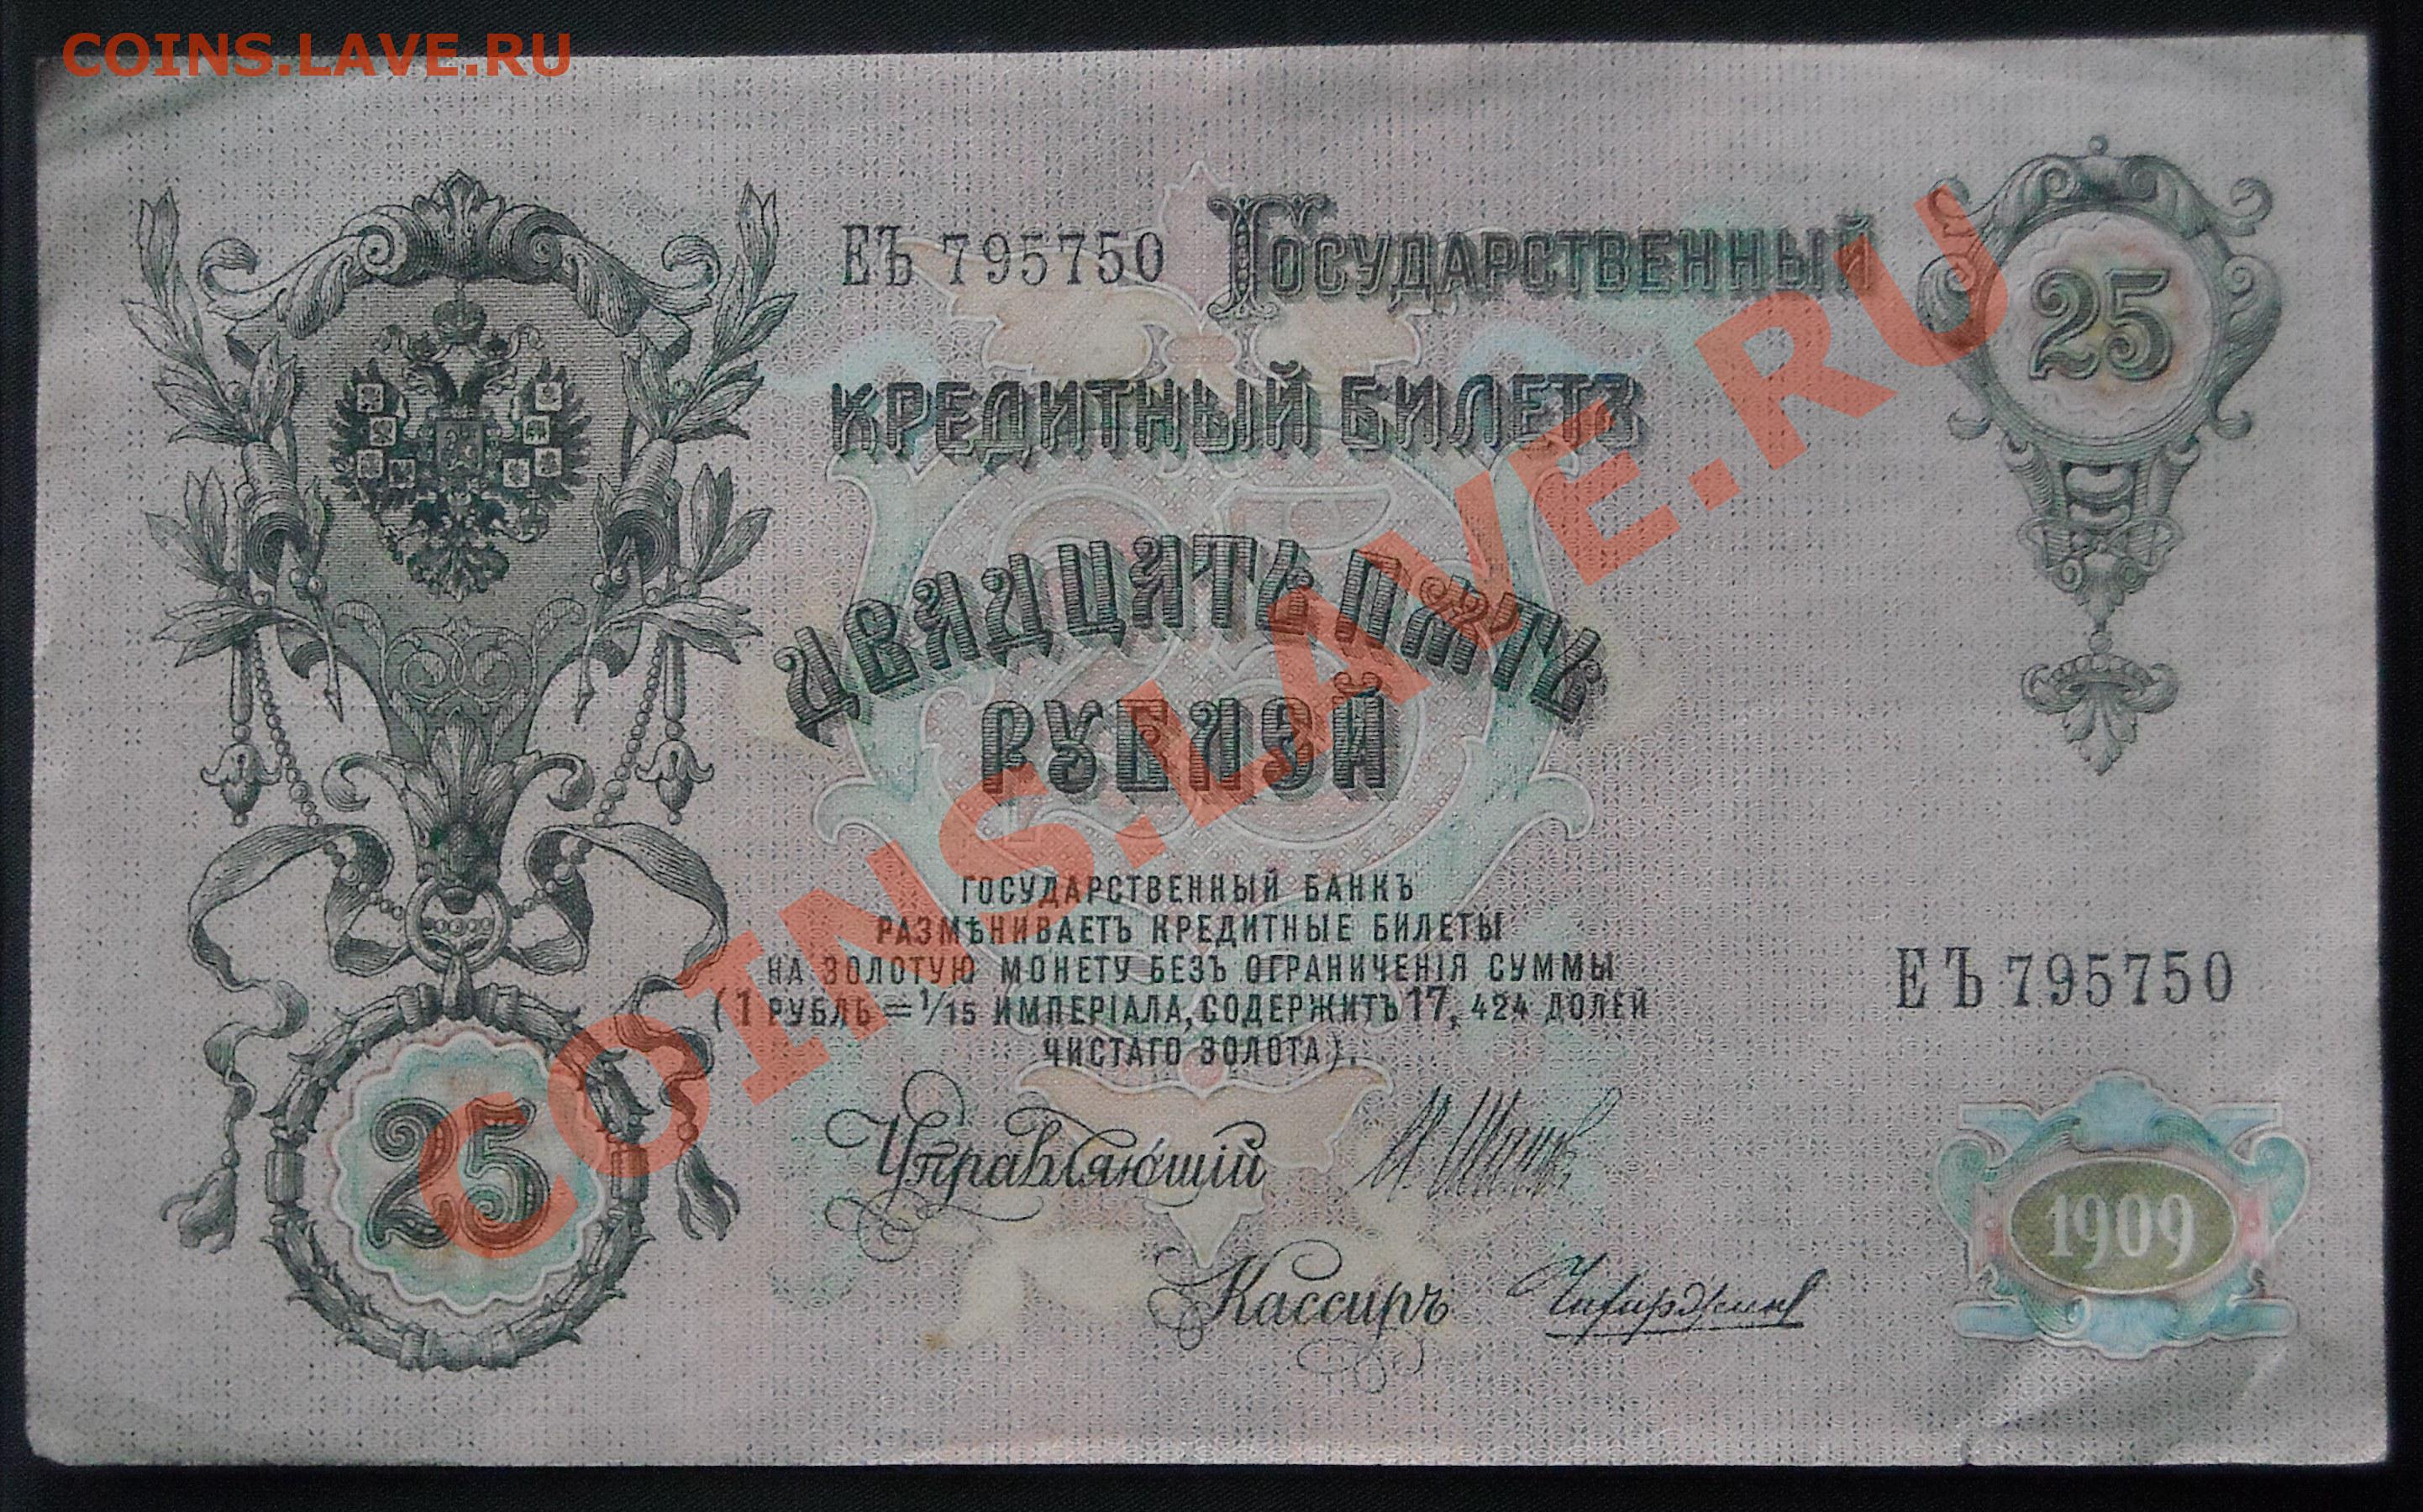 COINS.LAVE.RU
ЕЪ 795750
ГОСУДАРСТВЕННЫЙ
25
КРЕДИТНЫЙ БИЛЕТЪ
ДВАДЦАТЬ ПЯТЬ
РУБЛЕЙ
ГОСУДАРСТВЕННЫЙ БАНКЪ
РАЗМѢНИВАЕТЪ КРЕДИТНЫЕ БИЛЕТЫ
НА ЗОЛОТУЮ МОНЕТУ БЕЗЪ ОГРАНИЧЕНІЯ СУММЫ
(1 РУБЛЬ = 1/15 ИМПЕРІАЛА, СОДЕРЖИТЪ 17, 424 ДОЛЕЙ
ЧИСТАГО ЗОЛОТА).
ЕЪ 795750
25
Управляющій И. Шипов
Кассиръ
1909
COINS.LAVE.RU